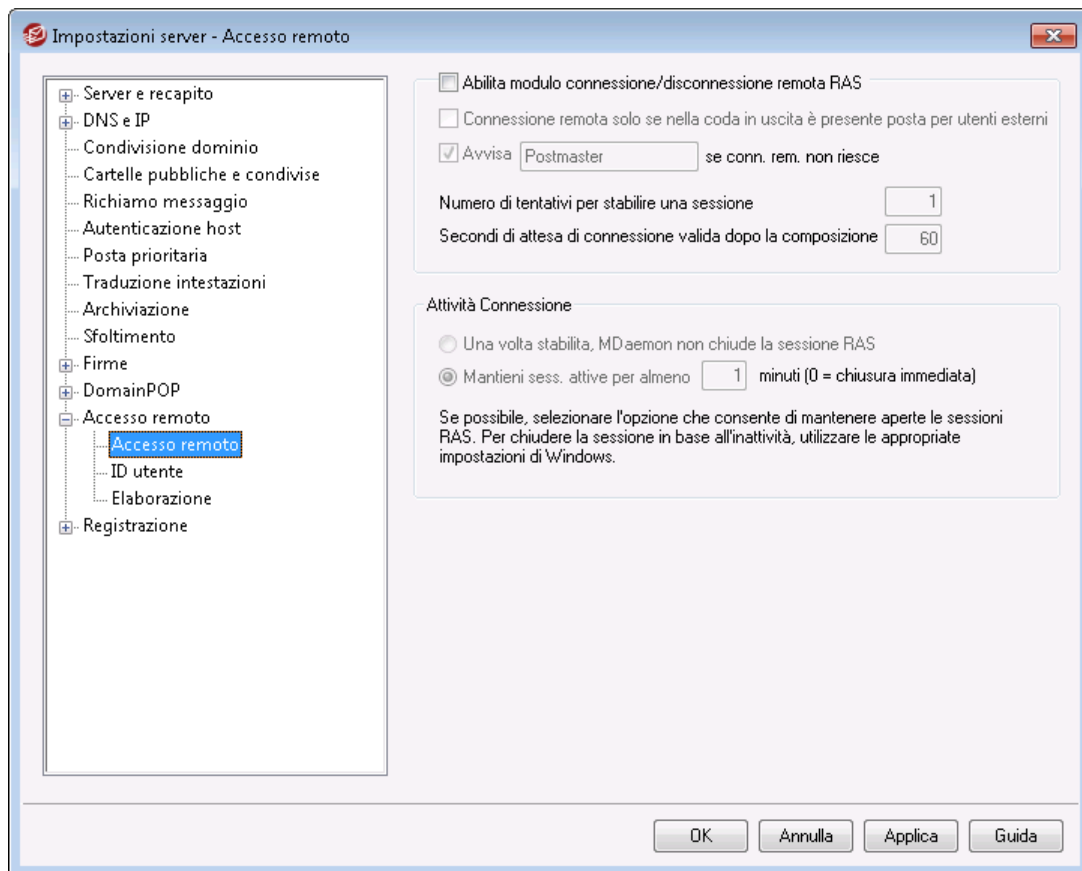 Impostazioni server - Accesso remoto
Server e recapito
DNS e IP
Condivisione dominio
Cartelle pubbliche e condivise
Richiamo messaggio
Autenticazione host
Posta prioritaria
Traduzione intestazioni
Archiviazione
Sfoltimento
Firme
DomainPOP
Accesso remoto
Accesso remoto
ID utente
Elaborazione
Registrazione
Abilita modulo connessione/disconnessione remota RAS
Connessione remota solo se nella coda in uscita è presente posta per utenti esterni
Avvisa Postmaster se conn. rem. non riesce
Numero di tentativi per stabilire una sessione 1
Secondi di attesa di connessione valida dopo la composizione 60
Attività Connessione
Una volta stabilita, MDaemon non chiude la sessione RAS
Mantieni sess. attive per almeno 1 minuti (0 = chiusura immediata)
Se possibile, selezionare l'opzione che consente di mantenere aperte le sessioni
RAS. Per chiudere la sessione in base all'inattività, utilizzare le appropriate
impostazioni di Windows.
OK Annulla Applica Guida